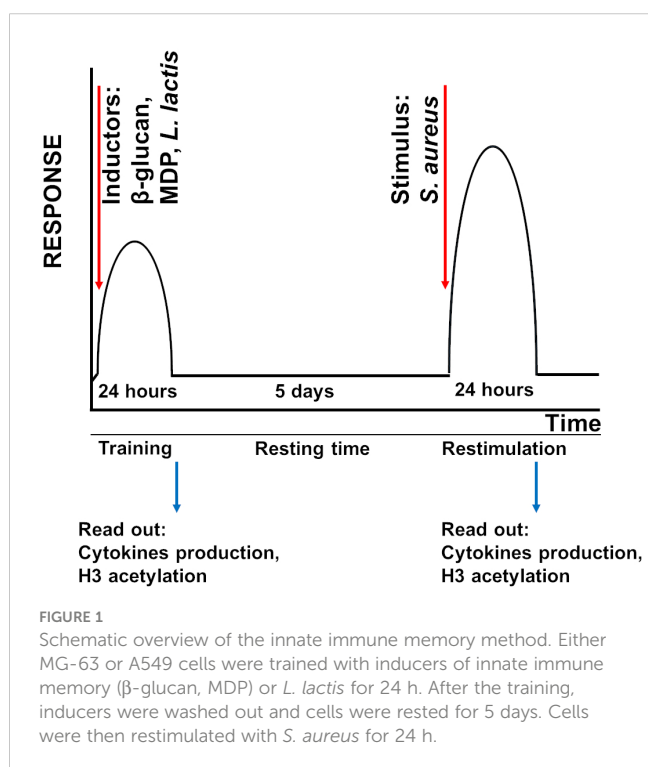 RESPONSE
Inductors:
β-glucan,
MDP, L. lactis
Stimulus:
S. aureus
24 hours
5 days
24 hours
Time
Training
Resting time
Restimulation
Read out:
Cytokines production,
H3 acetylation
Read out:
Cytokines production,
H3 acetylation
FIGURE 1
Schematic overview of the innate immune memory method. Either
MG-63 or A549 cells were trained with inducers of innate immune
memory (β-glucan, MDP) or L. lactis for 24 h. After the training,
inducers were washed out and cells were rested for 5 days. Cells
were then restimulated with S. aureus for 24 h.